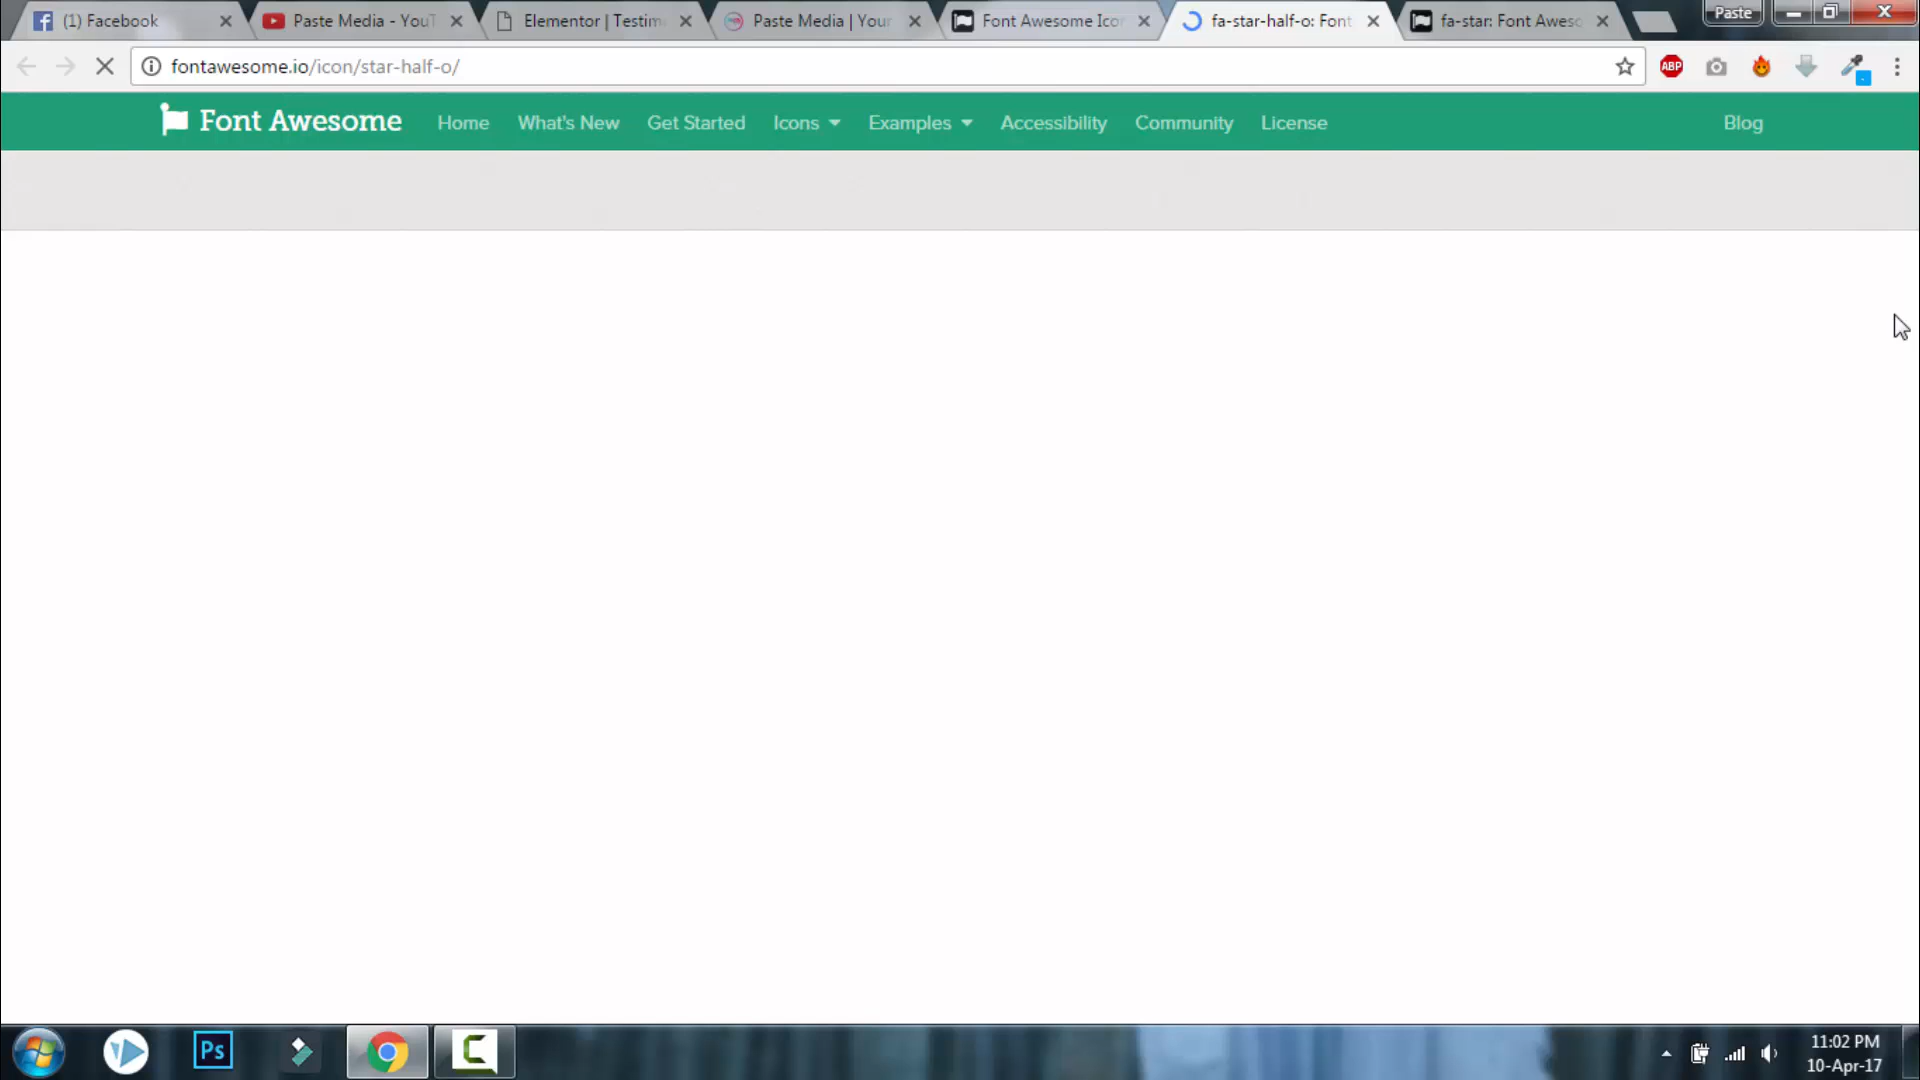 (1) Facebook
Paste Media - YouT
Elementor | Testim
Paste Media | Your
Font Awesome Icor
fa-star-half-o: Font
fa-star: Font Aweso
Paste
fontawesome.io/icon/star-half-o/
ABP
Font Awesome
Home
What's New
Get Started
Icons
Examples
Accessibility
Community
License
Blog
Ps
11:02 PM
10-Apr-17